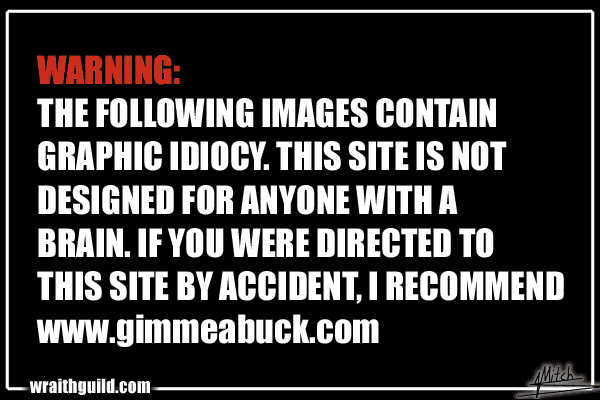 WARNING:
THE FOLLOWING IMAGES CONTAIN
GRAPHIC IDIOCY. THIS SITE IS NOT
DESIGNED FOR ANYONE WITH A
BRAIN. IF YOU WERE DIRECTED TO
THIS SITE BY ACCIDENT, I RECOMMEND
www.gimmeabuck.com
wraithguild.com
Mitch